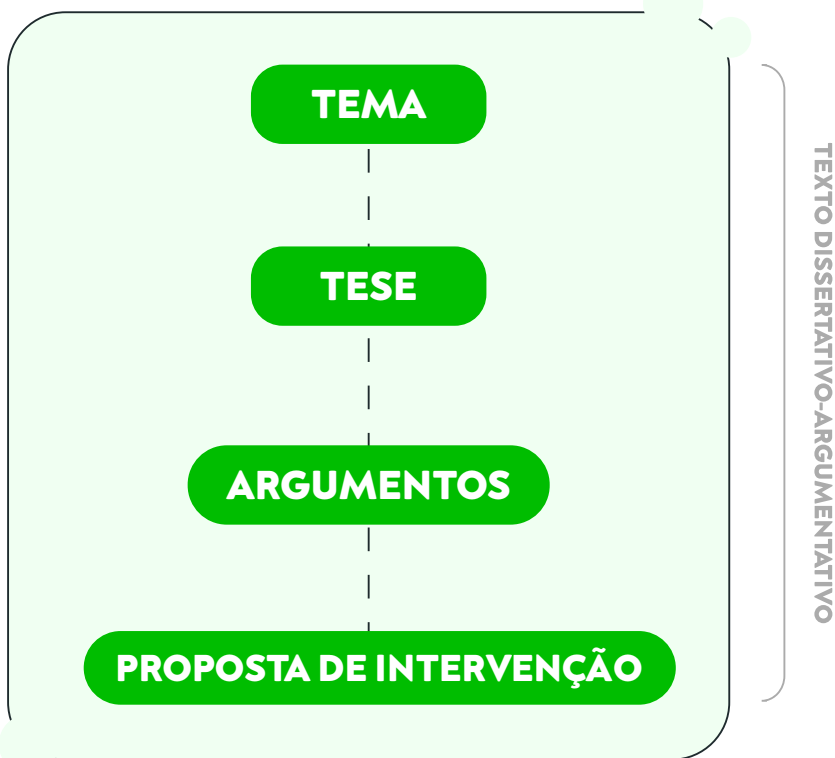 TEMA
TESE
ARGUMENTOS
PROPOSTA DE INTERVENÇÃO
TEXTO DISSERTATIVO-ARGUMENTATIVO